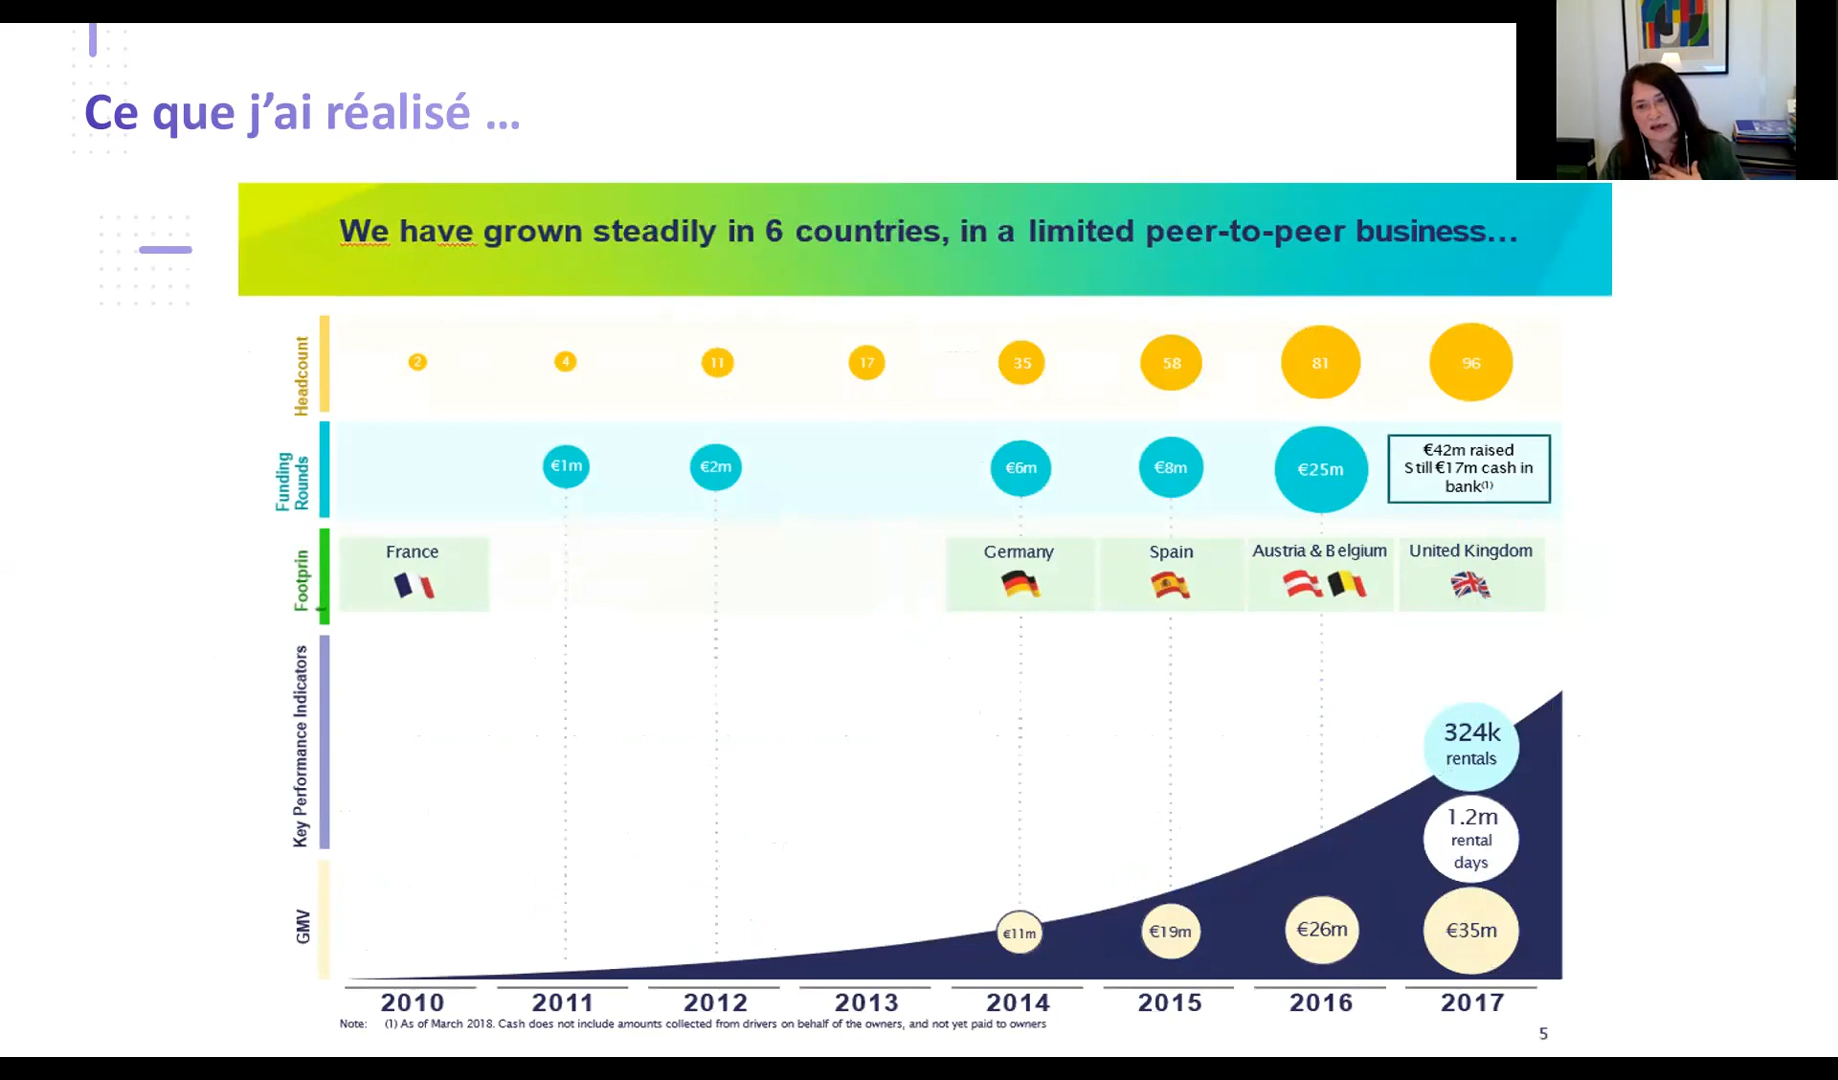 Ce que j’ai réalisé ...
We have grown steadily in 6 countries, in a limited peer-to-peer business...
Headcount
2
4
11
17
35
58
81
96
Funding
Rounds
€1m
€2m
€6m
€8m
€25m
€42m raised
Still €17m cash in
bank(1)
Footprin
t
France
Germany
Spain
Austria & Belgium
United Kingdom
Key Performance Indicators
324k
rentals
1.2m
rental
days
GMV
€11m
€19m
€26m
€35m
2010
2011
2012
2013
2014
2015
2016
2017
Note: (1) As of March 2018. Cash does not include amounts collected from drivers on behalf of the owners, and not yet paid to owners
5